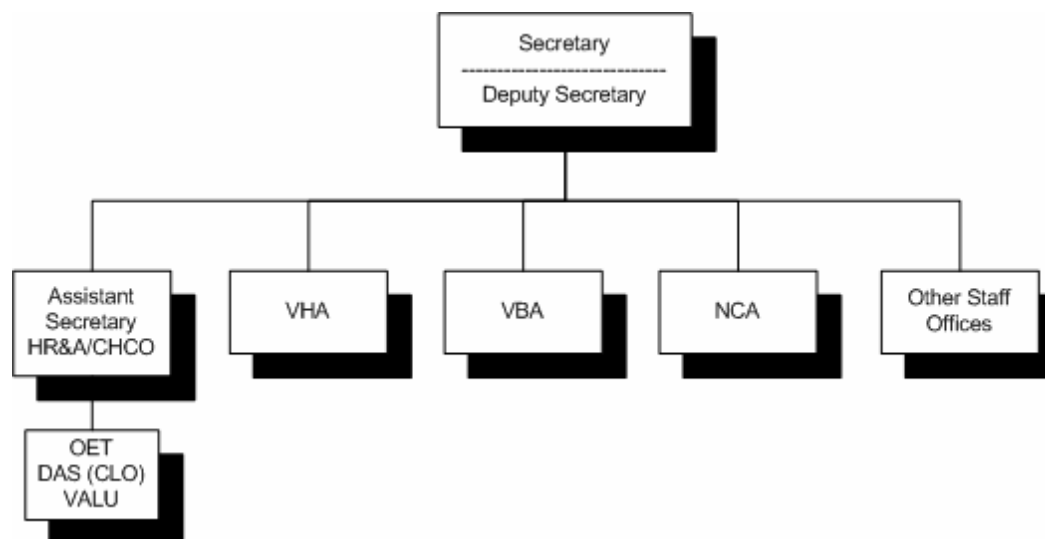 Secretary
Deputy Secretary
Assistant
Secretary
HR&A/CHCO
VHA
VBA
NCA
Other Staff
Offices
OET
DAS (CLO)
VALU